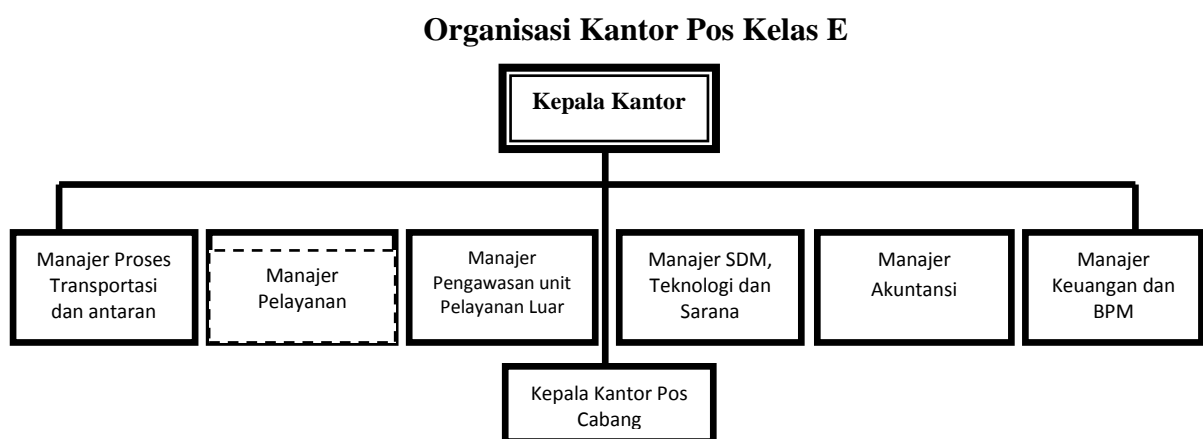 Organisasi Kantor Pos Kelas E
Kepala Kantor
Manajer Proses
Transportasi
dan antaran
Manajer
Pelayanan
Manajer
Pengawasan unit
Pelayanan Luar
Manajer SDM,
Teknologi dan
Sarana
Manajer
Akuntansi
Manajer
Keuangan dan
BPM
Kepala Kantor Pos
Cabang